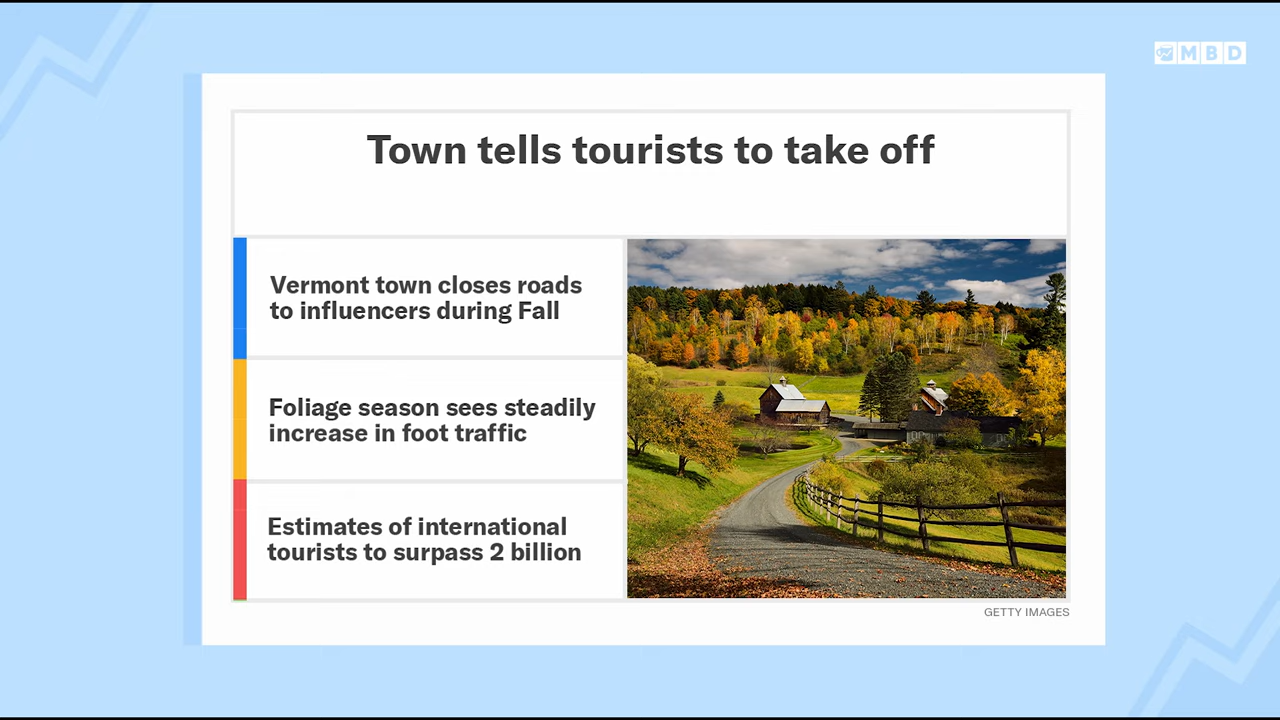 MBD
Town tells tourists to take off
Vermont town closes roads
to influencers during Fall
Foliage season sees steadily
increase in foot traffic
Estimates of international
tourists to surpass 2 billion
GETTY IMAGES